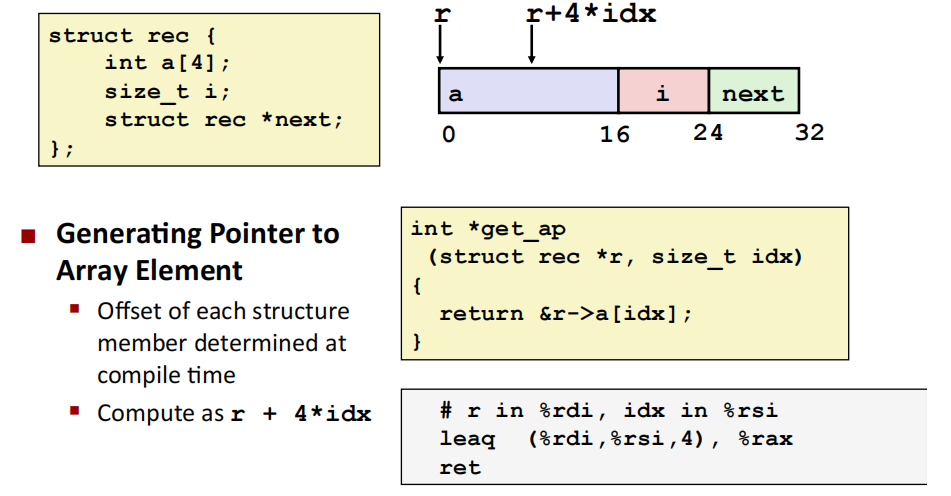 struct rec {
int a[4];
size_t i;
struct rec *next;
};
r r+4*idx
a i next
0 16 24 32
■ Generating Pointer to
Array Element
▪ Offset of each structure
member determined at
compile time
▪ Compute as r + 4*idx
int *get_ap
(struct rec *r, size_t idx)
{
return &r->a[idx];
}
# r in %rdi, idx in %rsi
leaq (%rdi,%rsi,4), %rax
ret